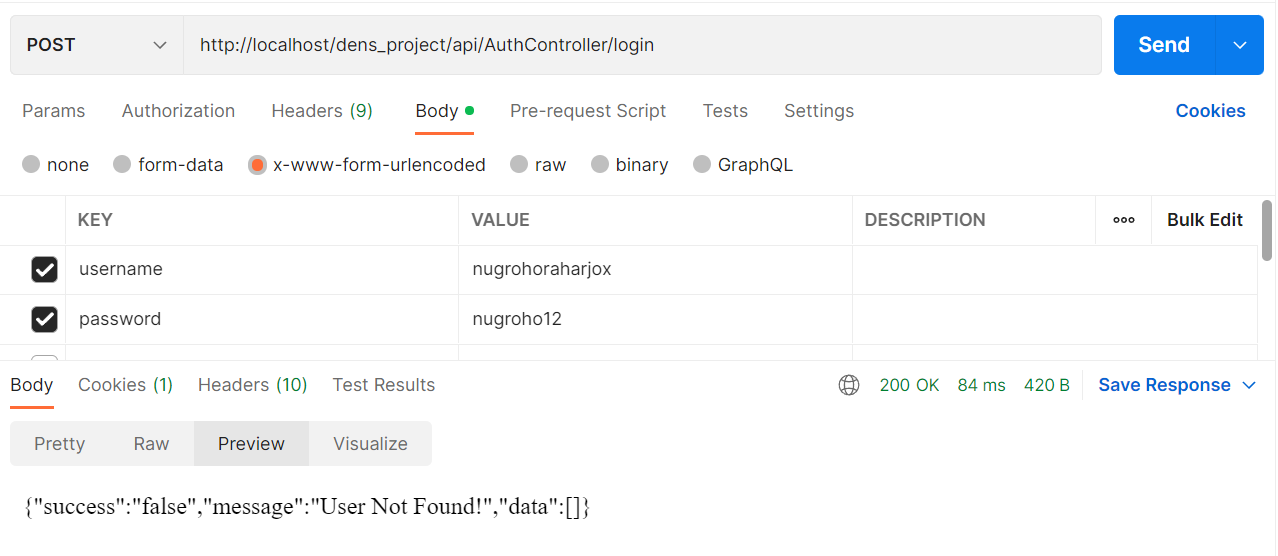 POST http://localhost/dens_project/api/AuthController/login Send
Params Authorization Headers (9) Body Pre-request Script Tests Settings Cookies
none form-data x-www-form-urlencoded raw binary GraphQL
KEY VALUE DESCRIPTION ooo Bulk Edit
username nugrohoraharjox
password nugroho12
Body Cookies (1) Headers (10) Test Results 200 OK 84 ms 420 B Save Response
Pretty Raw Preview Visualize
{"success":"false","message":"User Not Found!","data":[]}